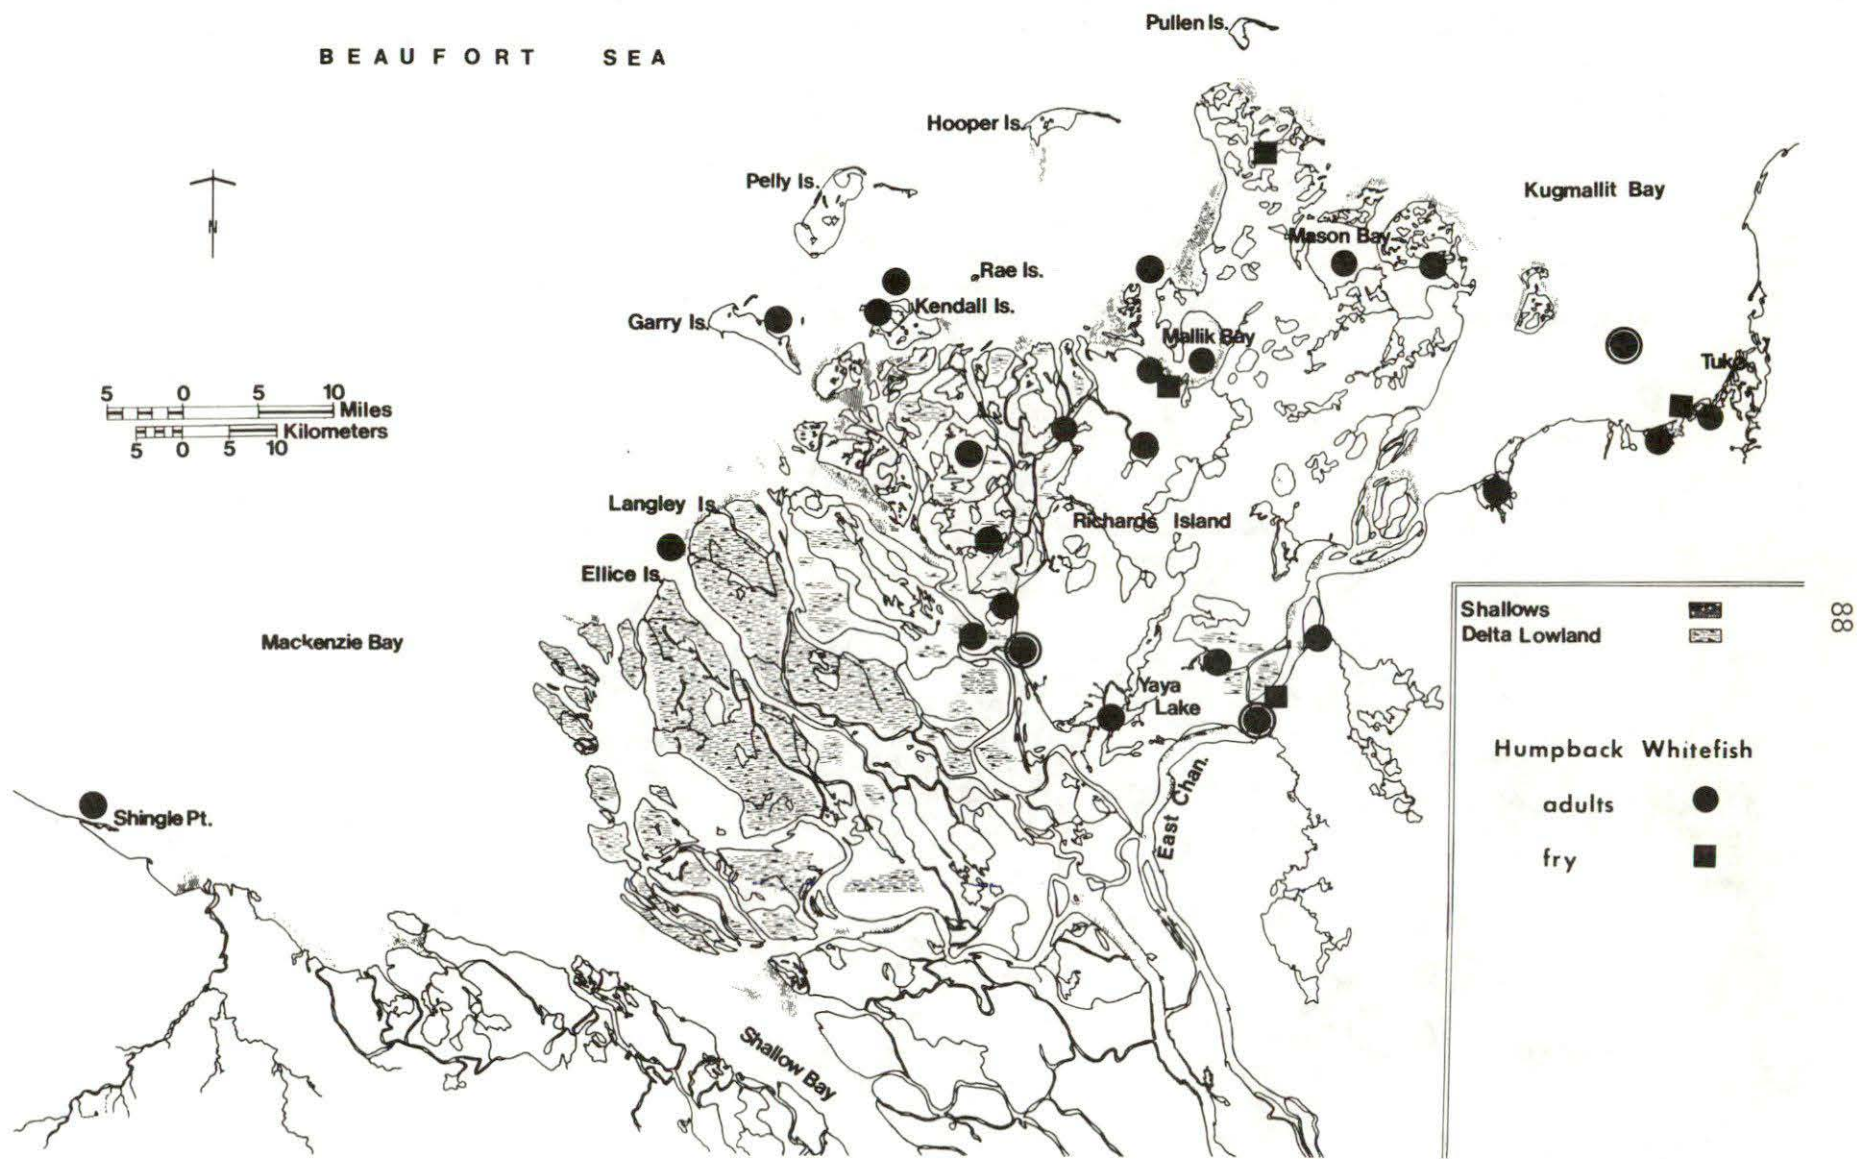 Pullen Is.
BEAUFORT SEA
Hooper Is.
Pelly Is.
Kugmallit Bay
N
Mason Bay
Rae Is.
Kendall Is.
Garry Is.
Mallik Bay
Tuk.
5 0 5 10
Miles
Kilometers
5 0 5 10
Langley Is.
Richards Island
Ellice Is.
Shallows
Delta Lowland
88
Mackenzie Bay
Yaya
Lake
Humpback Whitefish
adults
fry
East Chan.
Shingle Pt.
Shallow Bay